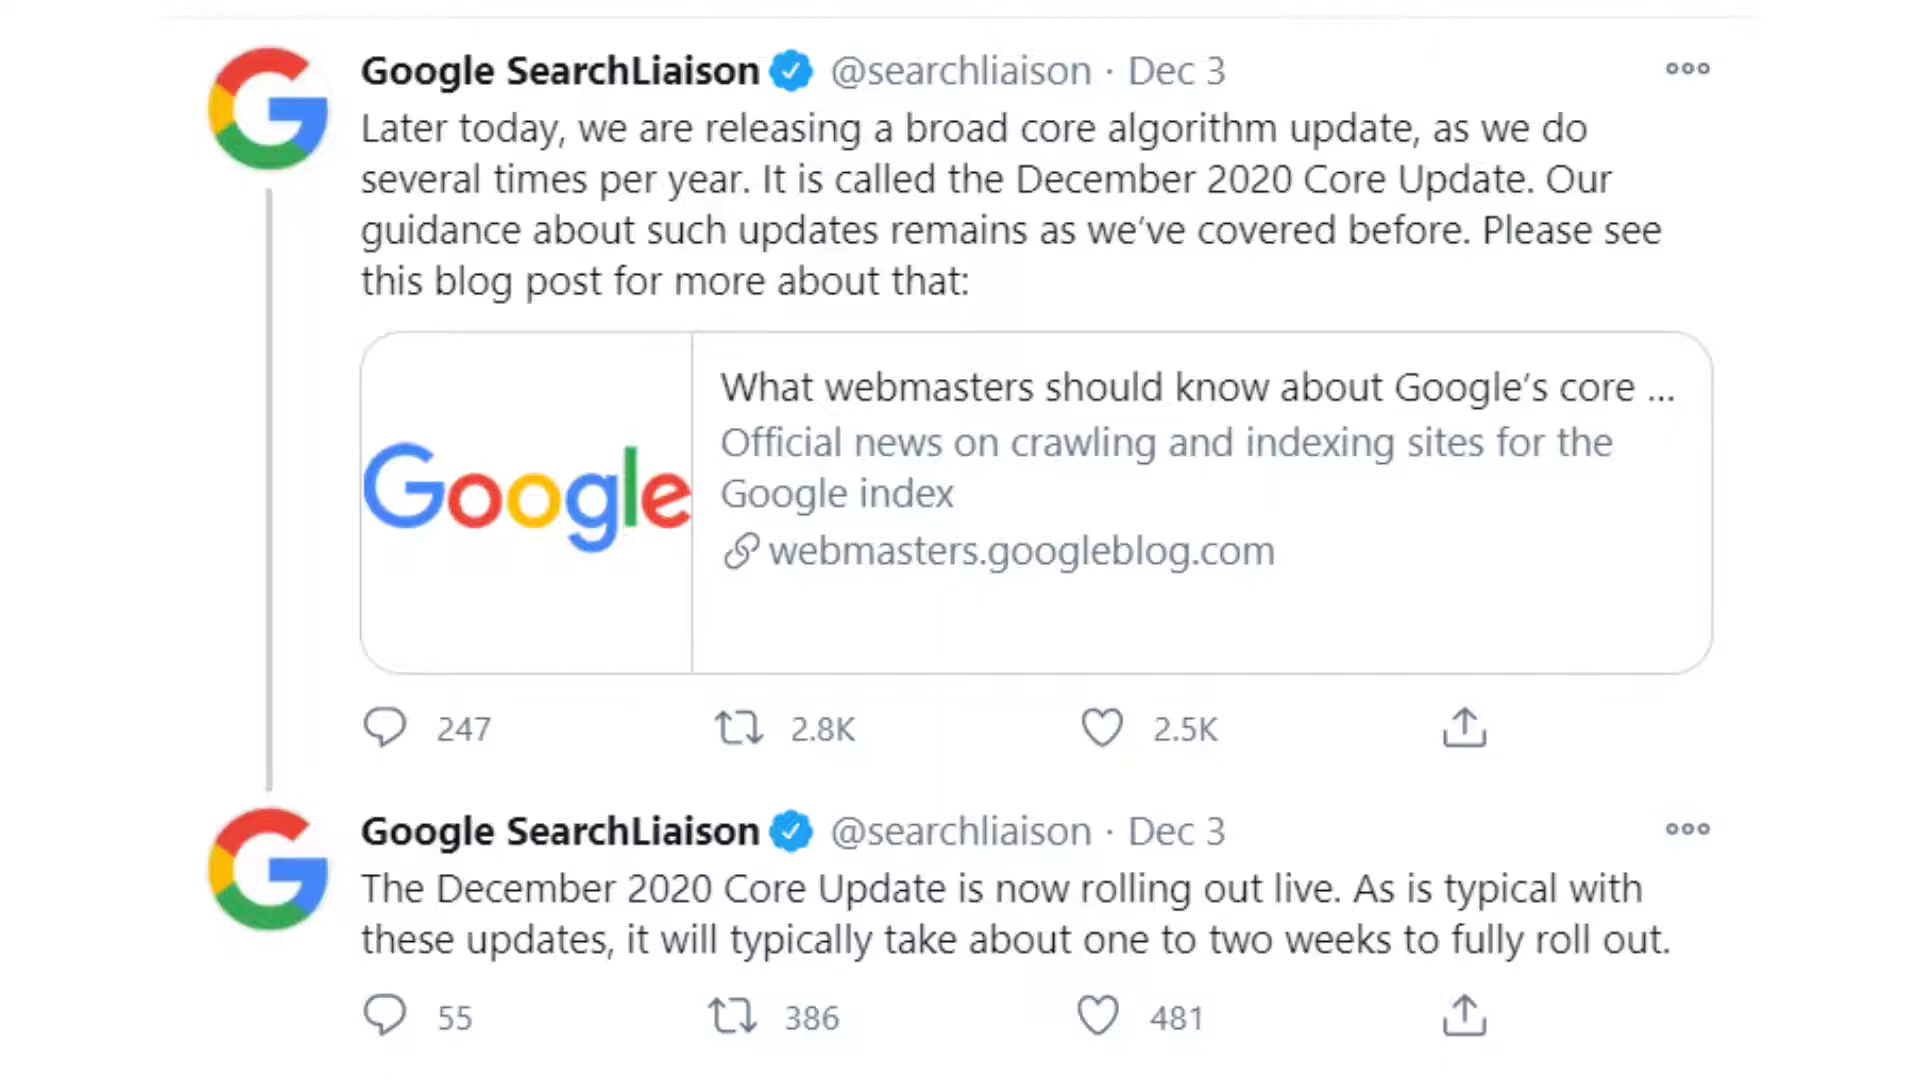 Google SearchLiaison @searchliaison · Dec 3
Later today, we are releasing a broad core algorithm update, as we do
several times per year. It is called the December 2020 Core Update. Our
guidance about such updates remains as we’ve covered before. Please see
this blog post for more about that:
Google
What webmasters should know about Google’s core ...
Official news on crawling and indexing sites for the
Google index
webmasters.googleblog.com
247 2.8K 2.5K
Google SearchLiaison @searchliaison · Dec 3
The December 2020 Core Update is now rolling out live. As is typical with
these updates, it will typically take about one to two weeks to fully roll out.
55 386 481